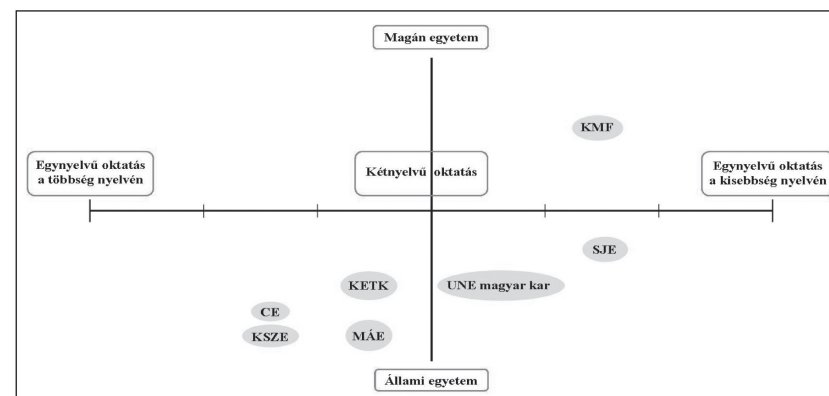 Magán egyetem
KMF
Egynyelvű oktatás
a többség nyelvén
Kétnyelvű oktatás
Egynyelvű oktatás
a kisebbség nyelvén
SJE
KETK
UNE magyar kar
CE
KSZE
MÁE
Állami egyetem